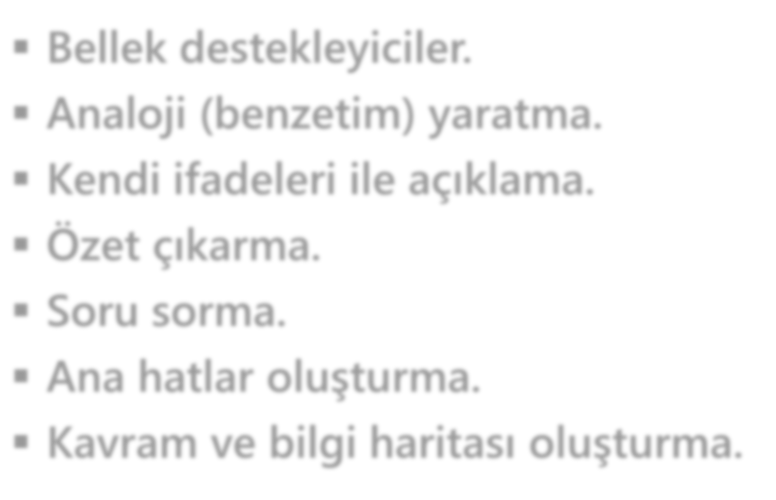 ▪ Bellek destekleyiciler.
▪ Analoji (benzetim) yaratma.
▪ Kendi ifadeleri ile açıklama.
▪ Özet çıkarma.
▪ Soru sorma.
▪ Ana hatlar oluşturma.
▪ Kavram ve bilgi haritası oluşturma.